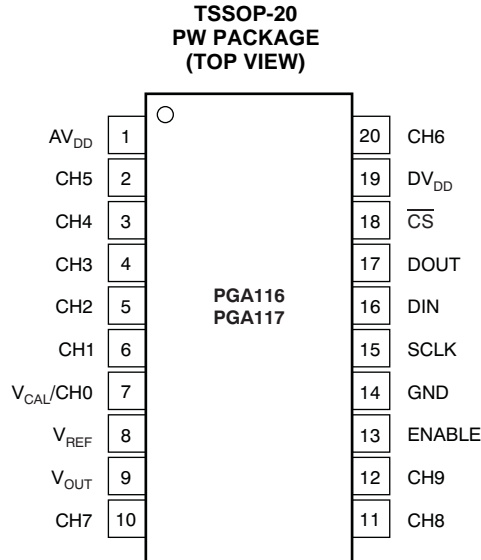 TSSOP-20
PW PACKAGE
(TOP VIEW)
AV_DD 1 20 CH6
CH5 2 19 DV_DD
CH4 3 18 C̅S̅
CH3 4 17 DOUT
PGA116
PGA117
CH2 5 16 DIN
CH1 6 15 SCLK
V_CAL/CH0 7 14 GND
V_REF 8 13 ENABLE
V_OUT 9 12 CH9
CH7 10 11 CH8